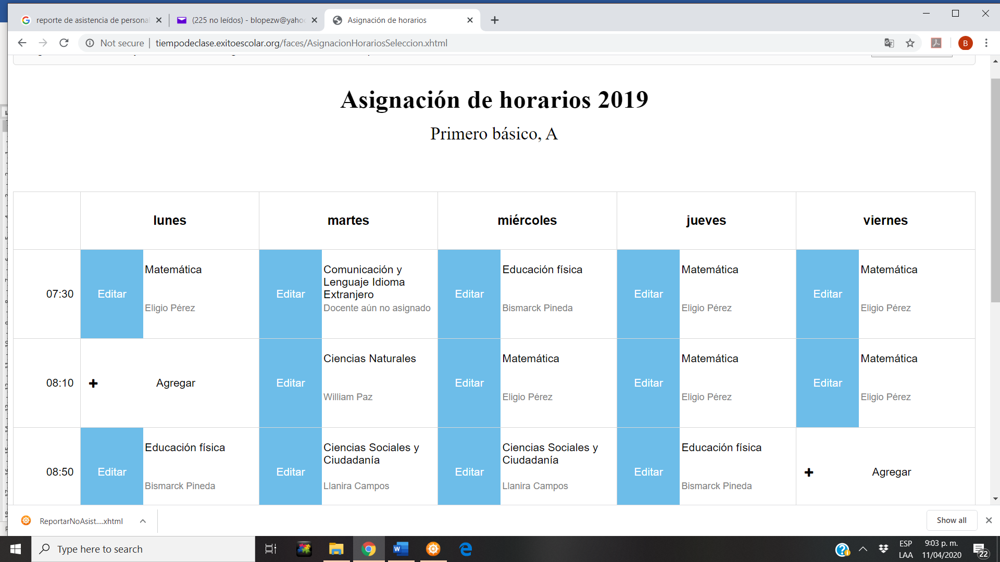 reporte de asistencia de personal
(225 no leídos) - blopezw@yahoo
Asignación de horarios
Not secure | tiempodeclase.exitoescolar.org/faces/AsignacionHorariosSeleccion.xhtml
B
Asignación de horarios 2019
Primero básico, A
lunes martes miércoles jueves viernes
07:30
Editar Matemática Eligio Pérez
Editar Comunicación y
Lenguaje Idioma
Extranjero
Docente aún no asignado
Editar Educación física Bismarck Pineda
Editar Matemática Eligio Pérez
Editar Matemática Eligio Pérez
08:10
+ Agregar
Editar Ciencias Naturales William Paz
Editar Matemática Eligio Pérez
Editar Matemática Eligio Pérez
Editar Matemática Eligio Pérez
08:50
Editar Educación física Bismarck Pineda
Editar Ciencias Sociales y
Ciudadanía
Llanira Campos
Editar Ciencias Sociales y
Ciudadanía
Llanira Campos
Editar Educación física Bismarck Pineda
+ Agregar
ReportarNoAsist....xhtml
Show all
Type here to search
ESP
LAA
9:03 p. m.
11/04/2020
22